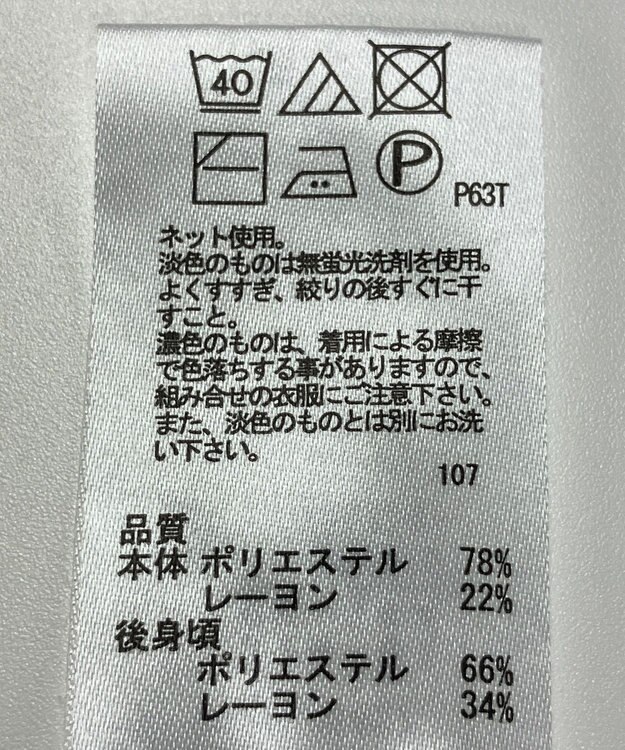 40
P
P63T
ネット使用。
淡色のものは無蛍光洗剤を使用。
よくすすぎ、絞りの後すぐに干
すこと。
濃色のものは、着用による摩擦
で色落ちする事がありますので、
組み合せの衣服にご注意下さい。
また、淡色のものとは別にお洗
い下さい。
107
品質
本体 ポリエステル 78%
レーヨン 22%
後身頃
ポリエステル 66%
レーヨン 34%